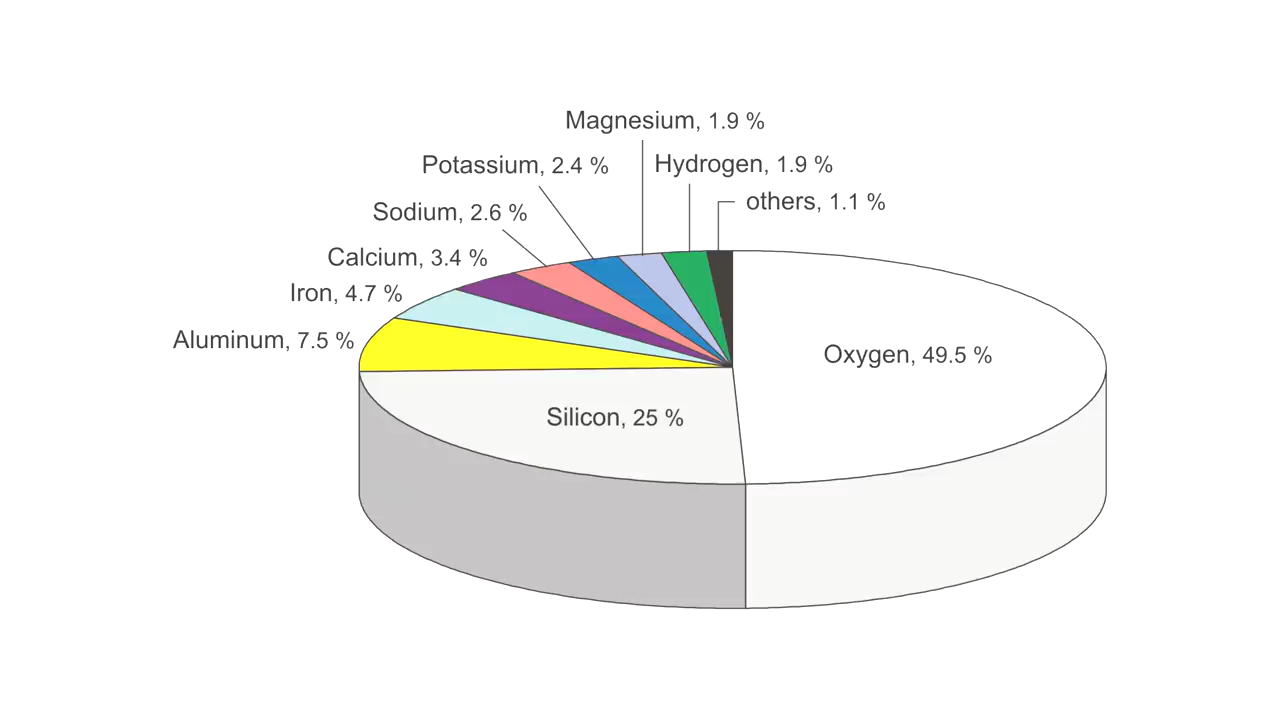 Magnesium, 1.9 %
Potassium, 2.4 %
Hydrogen, 1.9 %
others, 1.1 %
Sodium, 2.6 %
Calcium, 3.4 %
Iron, 4.7 %
Aluminum, 7.5 %
Oxygen, 49.5 %
Silicon, 25 %